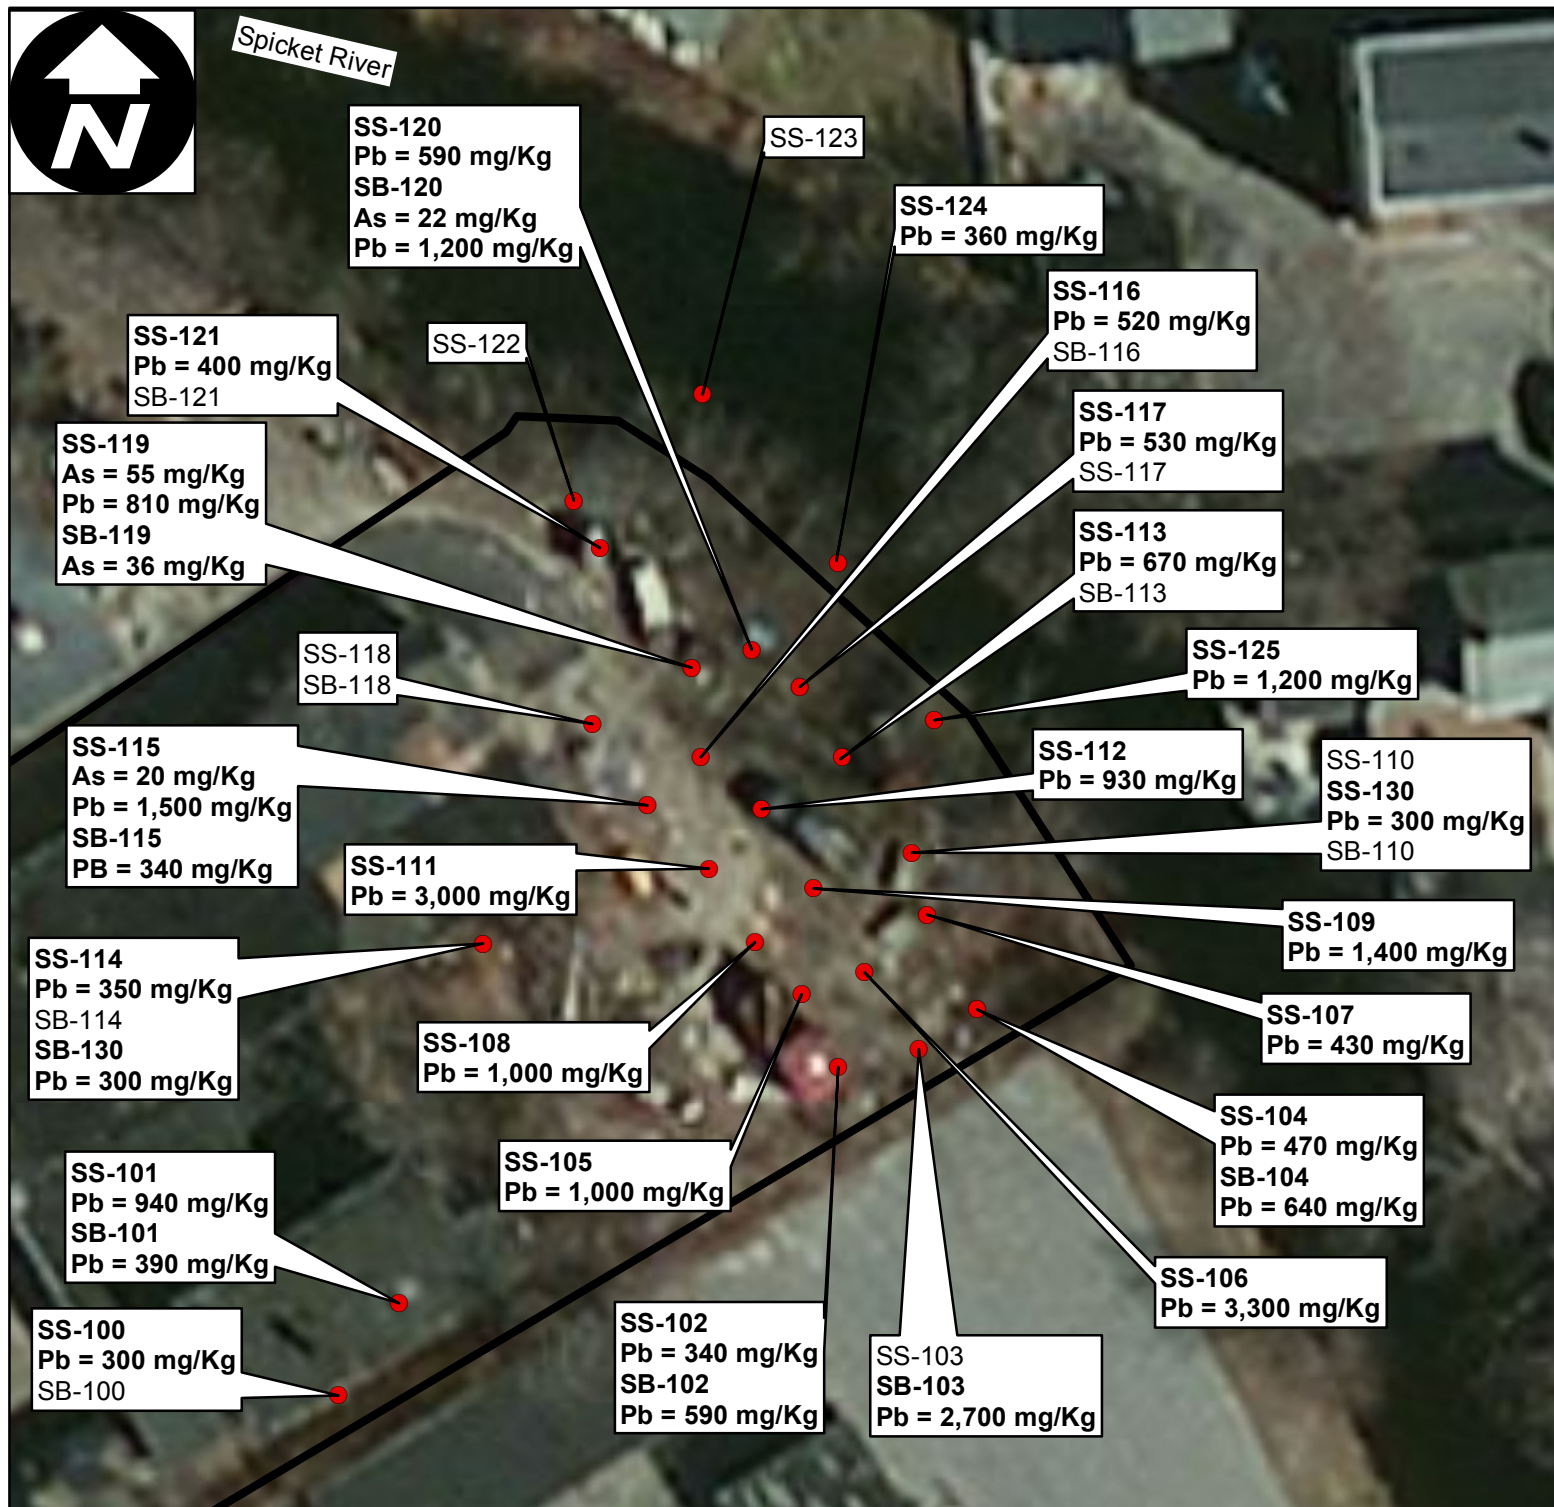 N
Spicket River
SS-120
Pb = 590 mg/Kg
SB-120
As = 22 mg/Kg
Pb = 1,200 mg/Kg
SS-123
SS-124
Pb = 360 mg/Kg
SS-116
Pb = 520 mg/Kg
SB-116
SS-121
Pb = 400 mg/Kg
SB-121
SS-122
SS-117
Pb = 530 mg/Kg
SS-117
SS-119
As = 55 mg/Kg
Pb = 810 mg/Kg
SB-119
As = 36 mg/Kg
SS-113
Pb = 670 mg/Kg
SB-113
SS-118
SB-118
SS-125
Pb = 1,200 mg/Kg
SS-115
As = 20 mg/Kg
Pb = 1,500 mg/Kg
SB-115
PB = 340 mg/Kg
SS-112
Pb = 930 mg/Kg
SS-110
SS-130
Pb = 300 mg/Kg
SB-110
SS-111
Pb = 3,000 mg/Kg
SS-109
Pb = 1,400 mg/Kg
SS-114
Pb = 350 mg/Kg
SB-114
SB-130
Pb = 300 mg/Kg
SS-108
Pb = 1,000 mg/Kg
SS-107
Pb = 430 mg/Kg
SS-104
Pb = 470 mg/Kg
SB-104
Pb = 640 mg/Kg
SS-105
Pb = 1,000 mg/Kg
SS-101
Pb = 940 mg/Kg
SB-101
Pb = 390 mg/Kg
SS-106
Pb = 3,300 mg/Kg
SS-100
Pb = 300 mg/Kg
SB-100
SS-102
Pb = 340 mg/Kg
SB-102
Pb = 590 mg/Kg
SS-103
SB-103
Pb = 2,700 mg/Kg